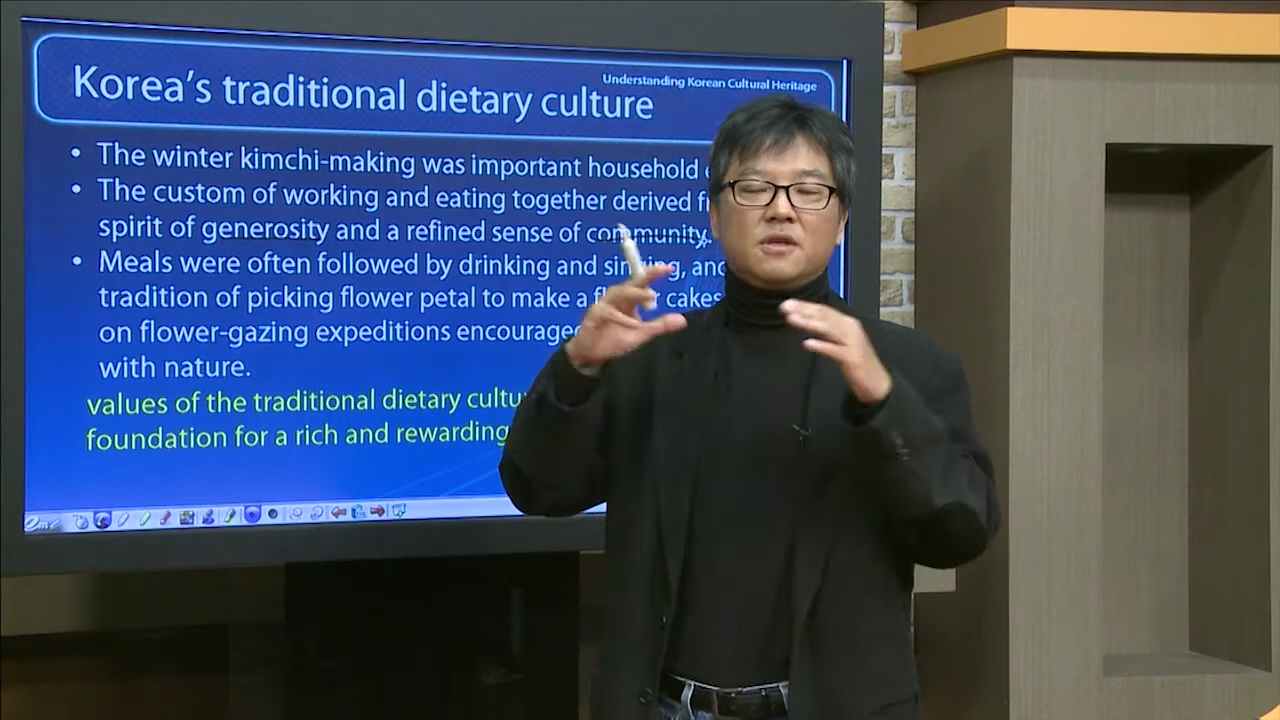 Understanding Korean Cultural Heritage
Korea's traditional dietary culture
• The winter kimchi-making was important household
• The custom of working and eating together derived
spirit of generosity and a refined sense of community.
• Meals were often followed by drinking and singing, and
tradition of picking flower petal to make a cakes
on flower-gazing expeditions encouraged
with nature.
values of the traditional dietary
foundation for a rich and rewarding